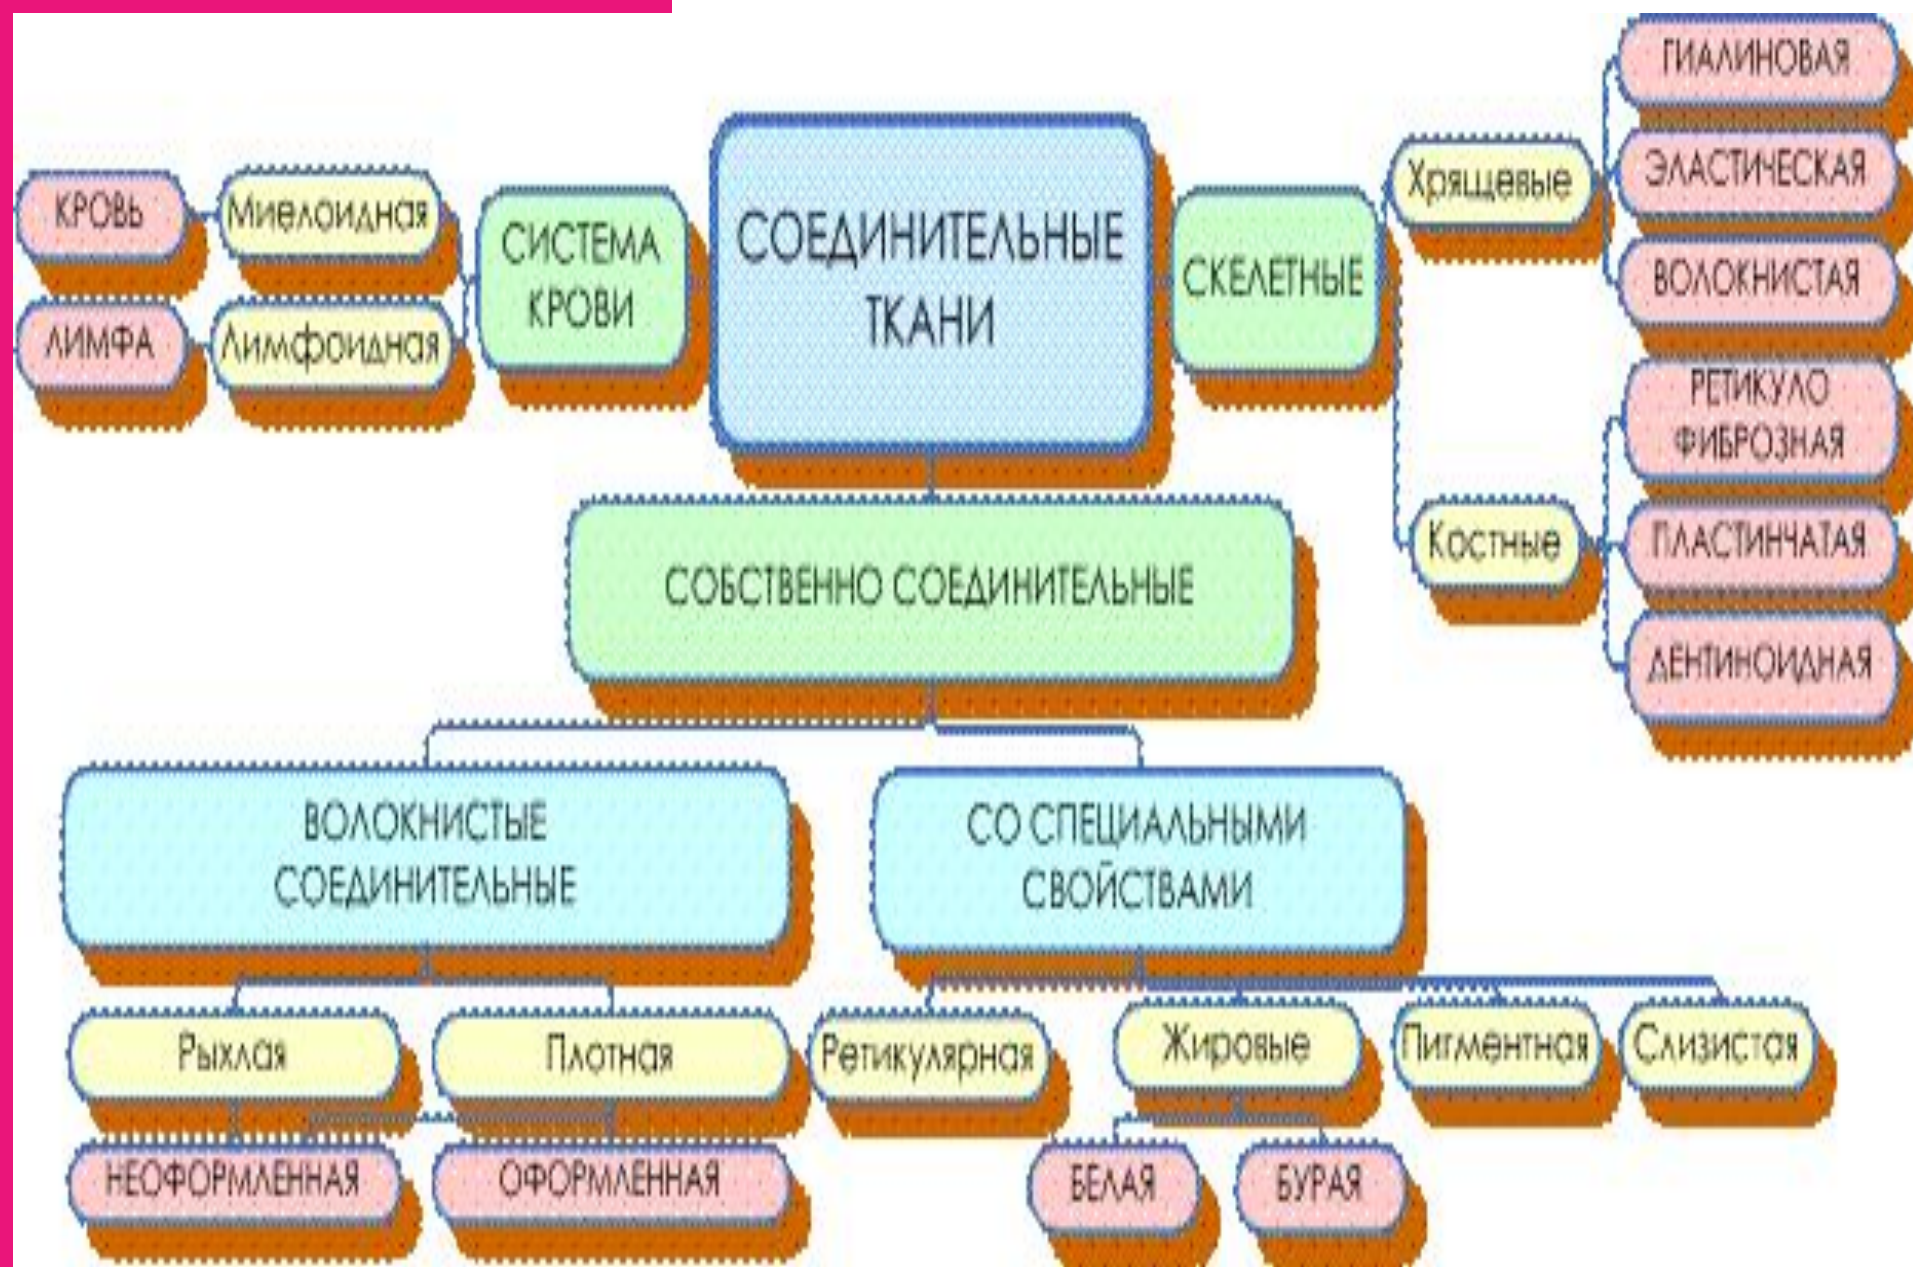 ГИАЛИНОВАЯ
Хрящевые
ЭЛАСТИЧЕСКАЯ
ВОЛОКНИСТАЯ
КРОВЬ
Миелоидная
СИСТЕМА
КРОВИ
СОЕДИНИТЕЛЬНЫЕ
ТКАНИ
СКЕЛЕТНЫЕ
ЛИМФА
Лимфоидная
РЕТИКУЛО
ФИБРОЗНАЯ
Костные
ПЛАСТИНЧАТАЯ
ДЕНТИНОИДНАЯ
СОБСТВЕННО СОЕДИНИТЕЛЬНЫЕ
ВОЛОКНИСТЫЕ
СОЕДИНИТЕЛЬНЫЕ
СО СПЕЦИАЛЬНЫМИ
СВОЙСТВАМИ
Рыхлая
Плотная
Ретикулярная
Жировые
Пигментная
Слизистая
НЕОФОРМЛЕННАЯ
ОФОРМЛЕННАЯ
БЕЛАЯ
БУРАЯ